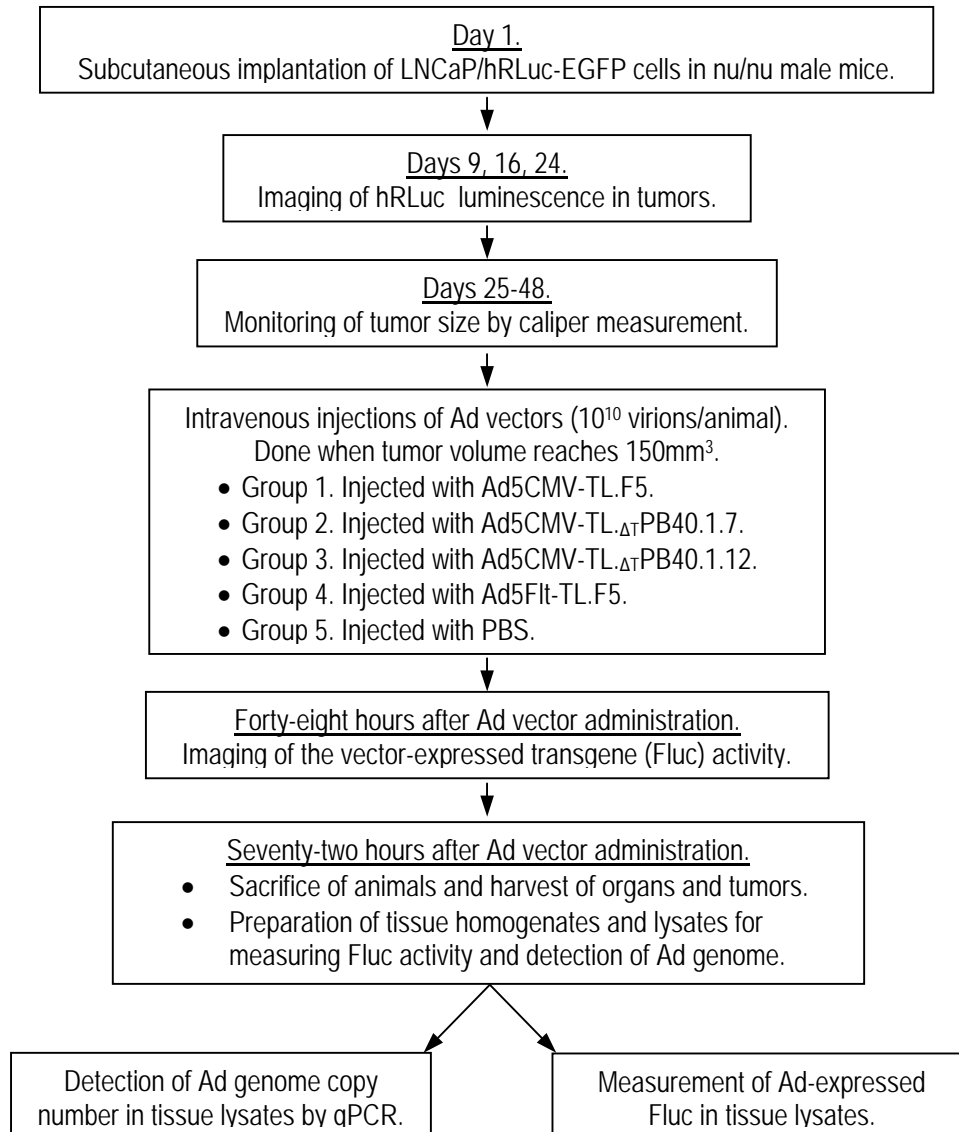 Day 1.
Subcutaneous implantation of LNCaP/hRLuc-EGFP cells in nu/nu male mice.
Days 9, 16, 24.
Imaging of hRLuc luminescence in tumors.
Days 25-48.
Monitoring of tumor size by caliper measurement.
Intravenous injections of Ad vectors (10¹⁰ virions/animal).
Done when tumor volume reaches 150mm³.
• Group 1. Injected with Ad5CMV-TL.F5.
• Group 2. Injected with Ad5CMV-TL.ΔTPB40.1.7.
• Group 3. Injected with Ad5CMV-TL.ΔTPB40.1.12.
• Group 4. Injected with Ad5Flt-TL.F5.
• Group 5. Injected with PBS.
Forty-eight hours after Ad vector administration.
Imaging of the vector-expressed transgene (Fluc) activity.
Seventy-two hours after Ad vector administration.
• Sacrifice of animals and harvest of organs and tumors.
• Preparation of tissue homogenates and lysates for
measuring Fluc activity and detection of Ad genome.
Detection of Ad genome copy
number in tissue lysates by qPCR.
Measurement of Ad-expressed
Fluc in tissue lysates.